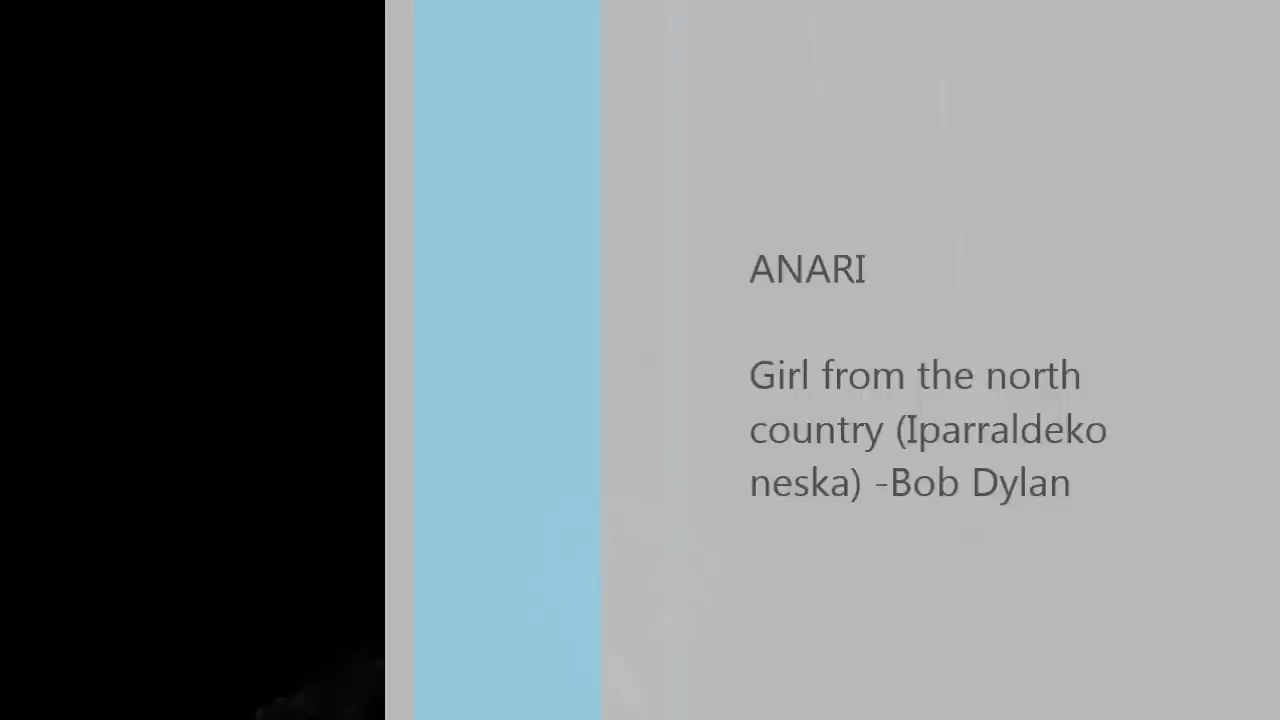 ANARI
Girl from the north
country (Iparraldeko
neska) -Bob Dylan